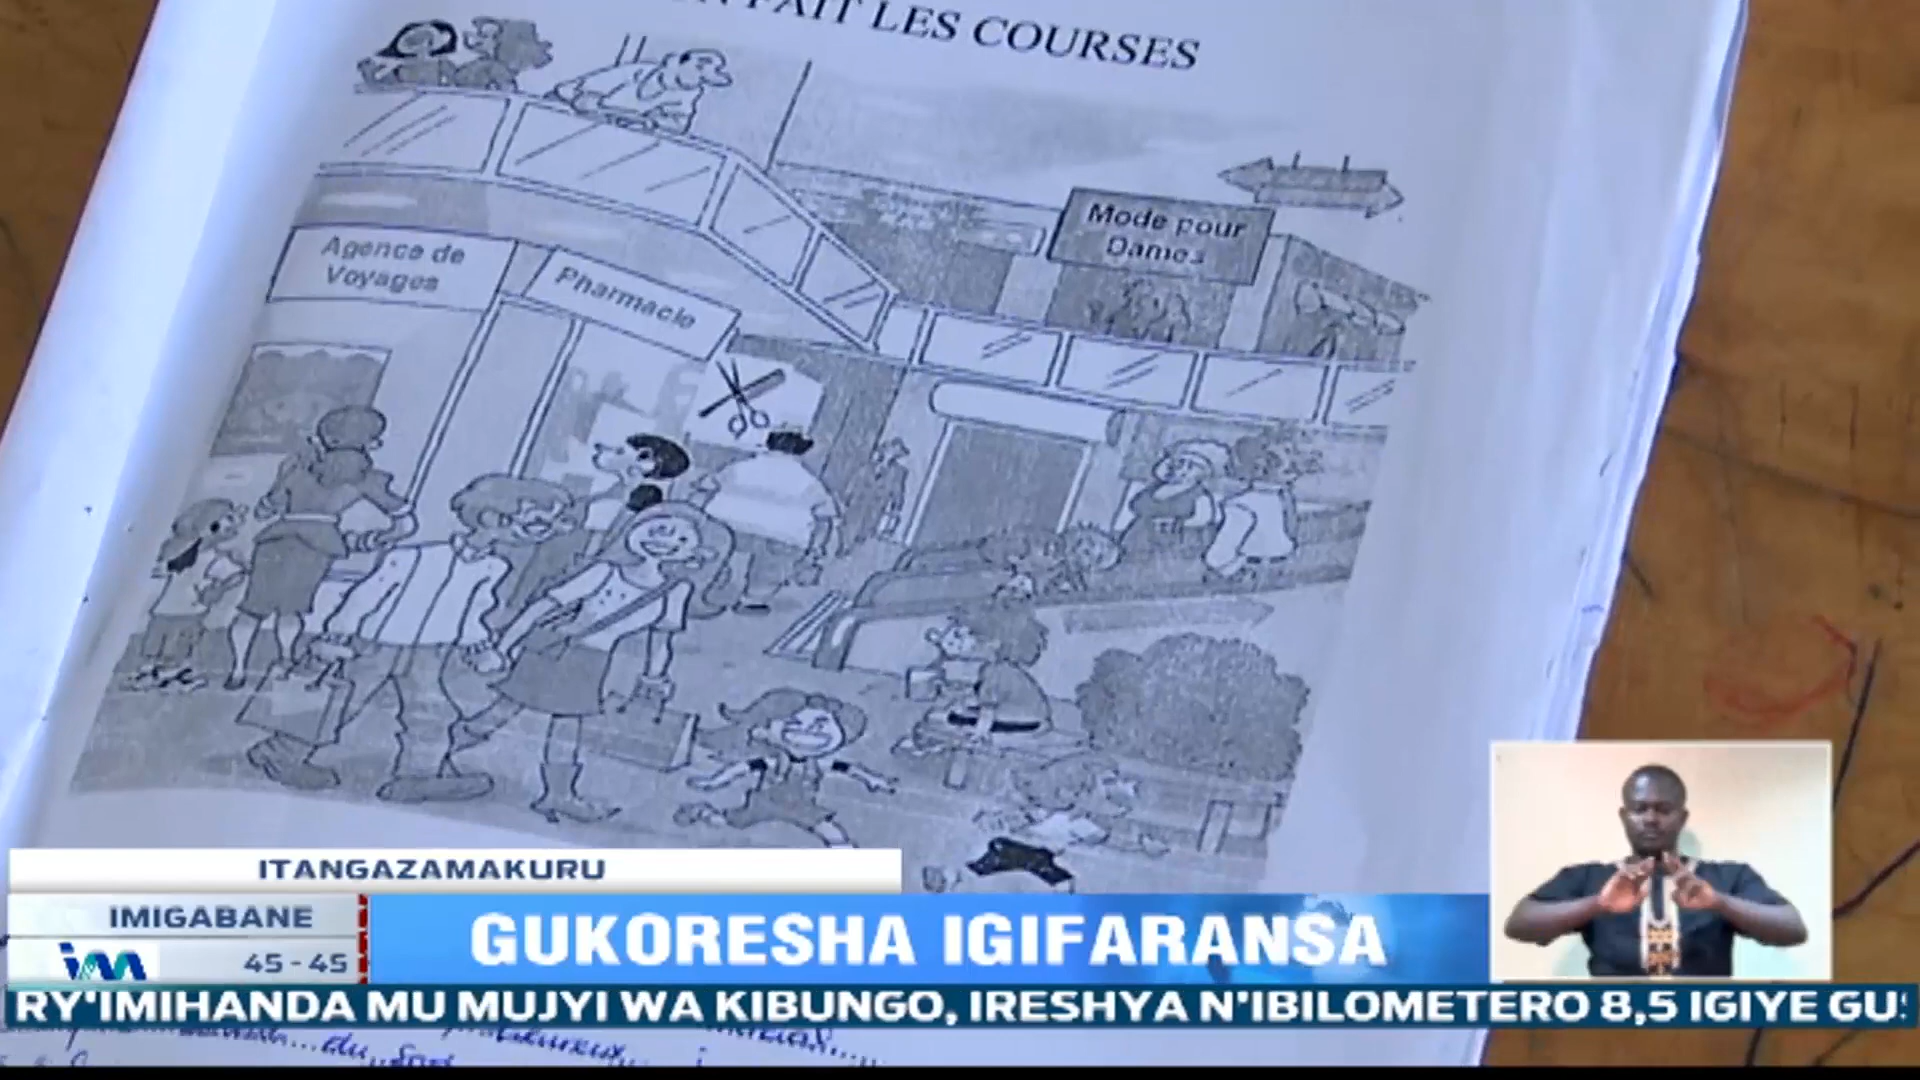 FAIT LES COURSES
Mode pour
Dames
Agence de
Voyages
Pharmacie
ITANGAZAMAKURU
IMIGABANE
im
45 - 45
GUKORESHA IGIFARANSA
RY'IMIHANDA MU MUJYI WA KIBUNGO, IRESHYA N'IBILOMETERO 8,5 IGIYE GU